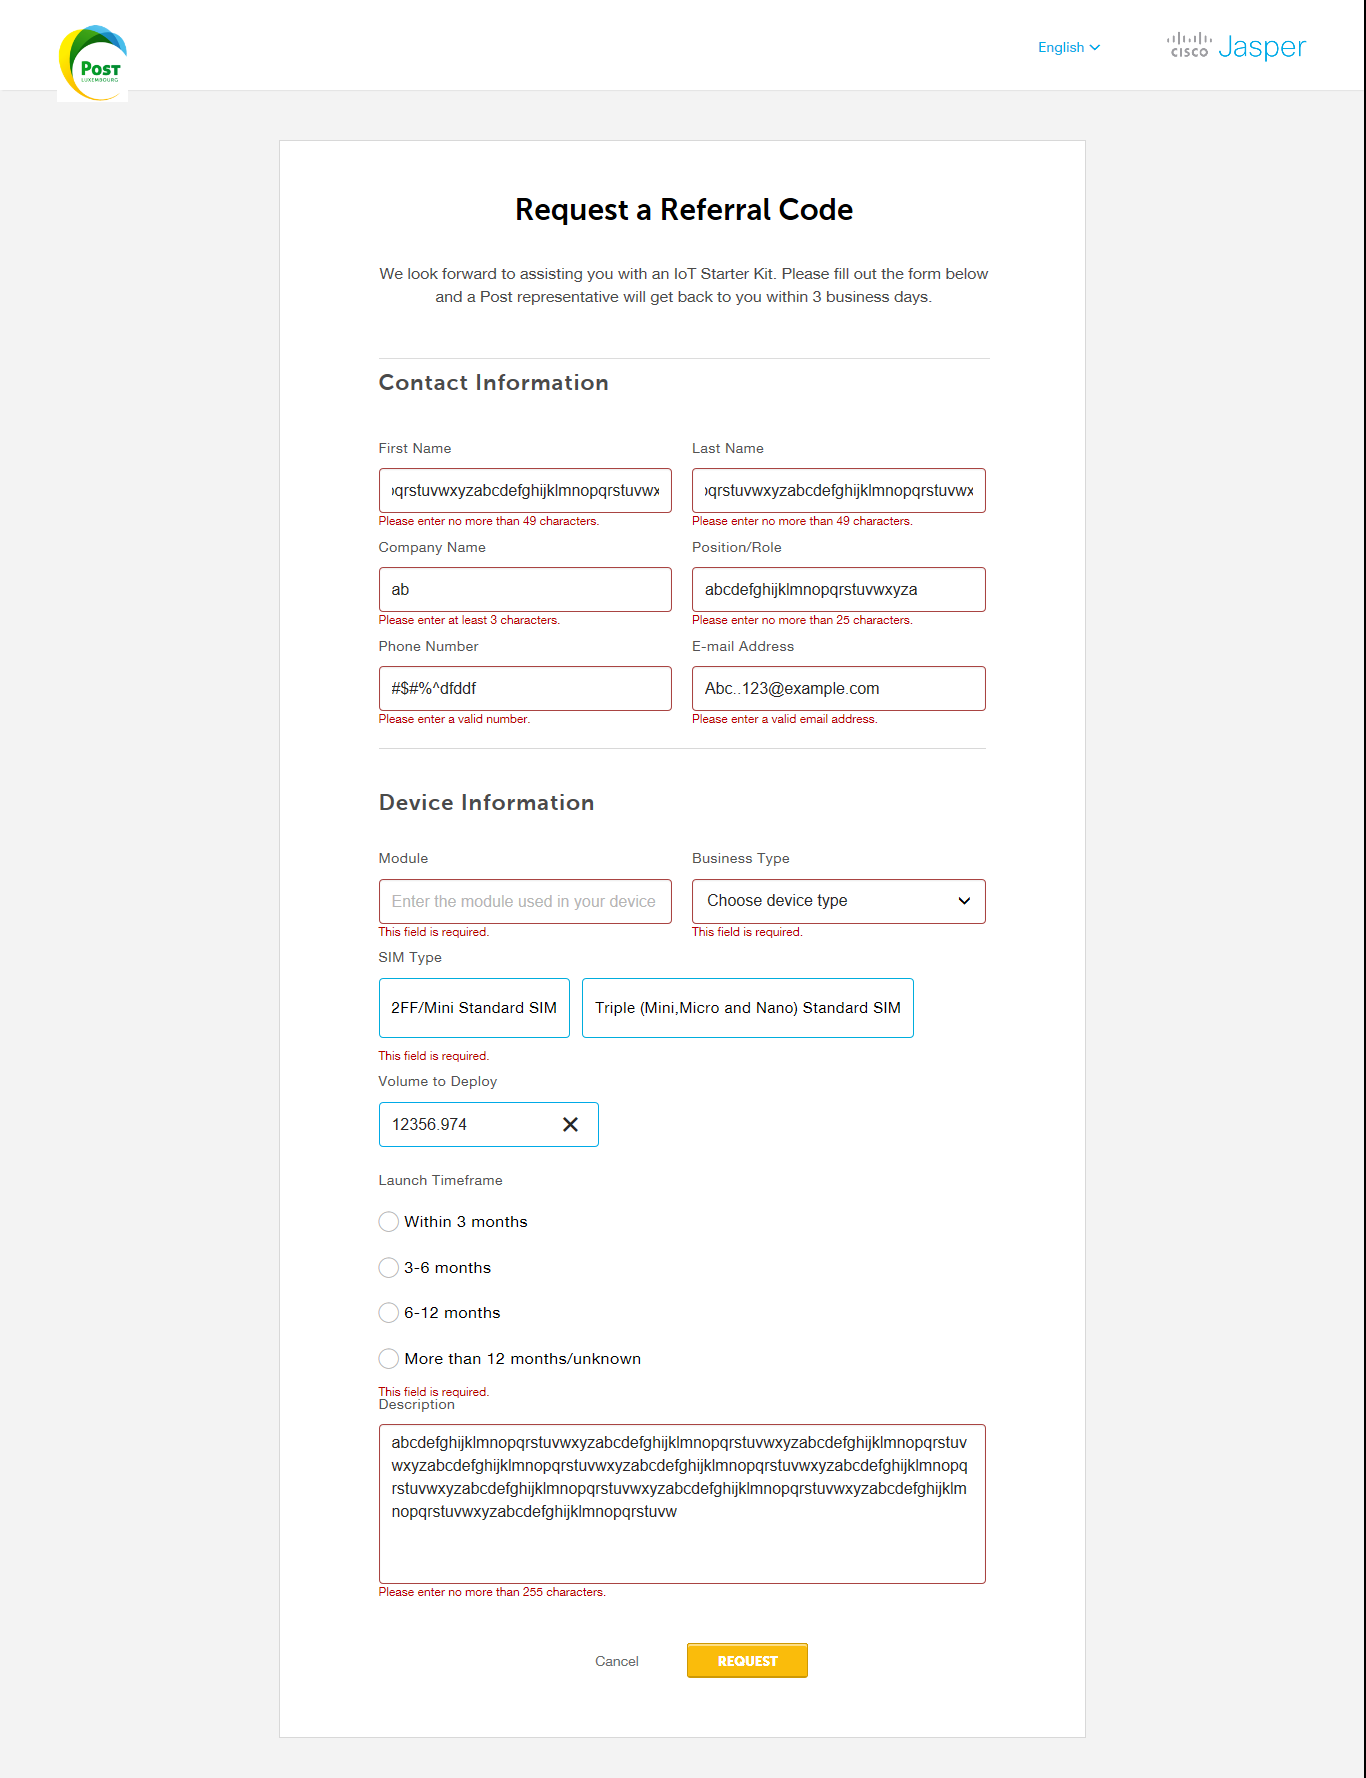 POST
LUXEMBOURG
English
CISCO Jasper
Request a Referral Code
We look forward to assisting you with an IoT Starter Kit. Please fill out the form below
and a Post representative will get back to you within 3 business days.
Contact Information
First Name
Last Name
pqrstuvwxyzabcdefghijklmnopqrstuvwx
pqrstuvwxyzabcdefghijklmnopqrstuvwx
Please enter no more than 49 characters.
Please enter no more than 49 characters.
Company Name
Position/Role
ab
abcdefghijklmnopqrstuvwxyza
Please enter at least 3 characters.
Please enter no more than 25 characters.
Phone Number
E-mail Address
#$#%^dfddf
Abc..123@example.com
Please enter a valid number.
Please enter a valid email address.
Device Information
Module
Business Type
Enter the module used in your device
Choose device type
This field is required.
This field is required.
SIM Type
2FF/Mini Standard SIM
Triple (Mini,Micro and Nano) Standard SIM
This field is required.
Volume to Deploy
12356.974
Launch Timeframe
Within 3 months
3-6 months
6-12 months
More than 12 months/unknown
This field is required.
Description
abcdefghijklmnopqrstuvwxyzabcdefghijklmnopqrstuvwxyzabcdefghijklmnopqrstuv
wxyzabcdefghijklmnopqrstuvwxyzabcdefghijklmnopqrstuvwxyzabcdefghijklmnopq
rstuvwxyzabcdefghijklmnopqrstuvwxyzabcdefghijklmnopqrstuvwxyzabcdefghijklm
nopqrstuvwxyzabcdefghijklmnopqrstuvw
Please enter no more than 255 characters.
Cancel
REQUEST